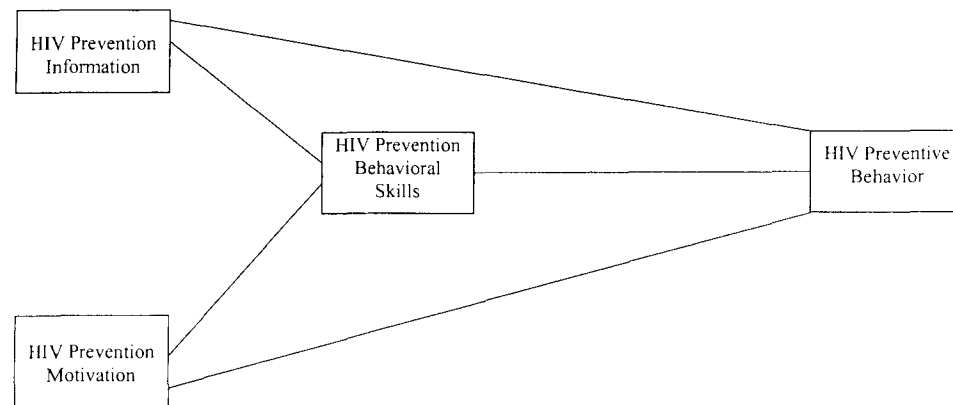 HIV Prevention
Information
HIV Prevention
Behavioral
Skills
HIV Preventive
Behavior
HIV Prevention
Motivation